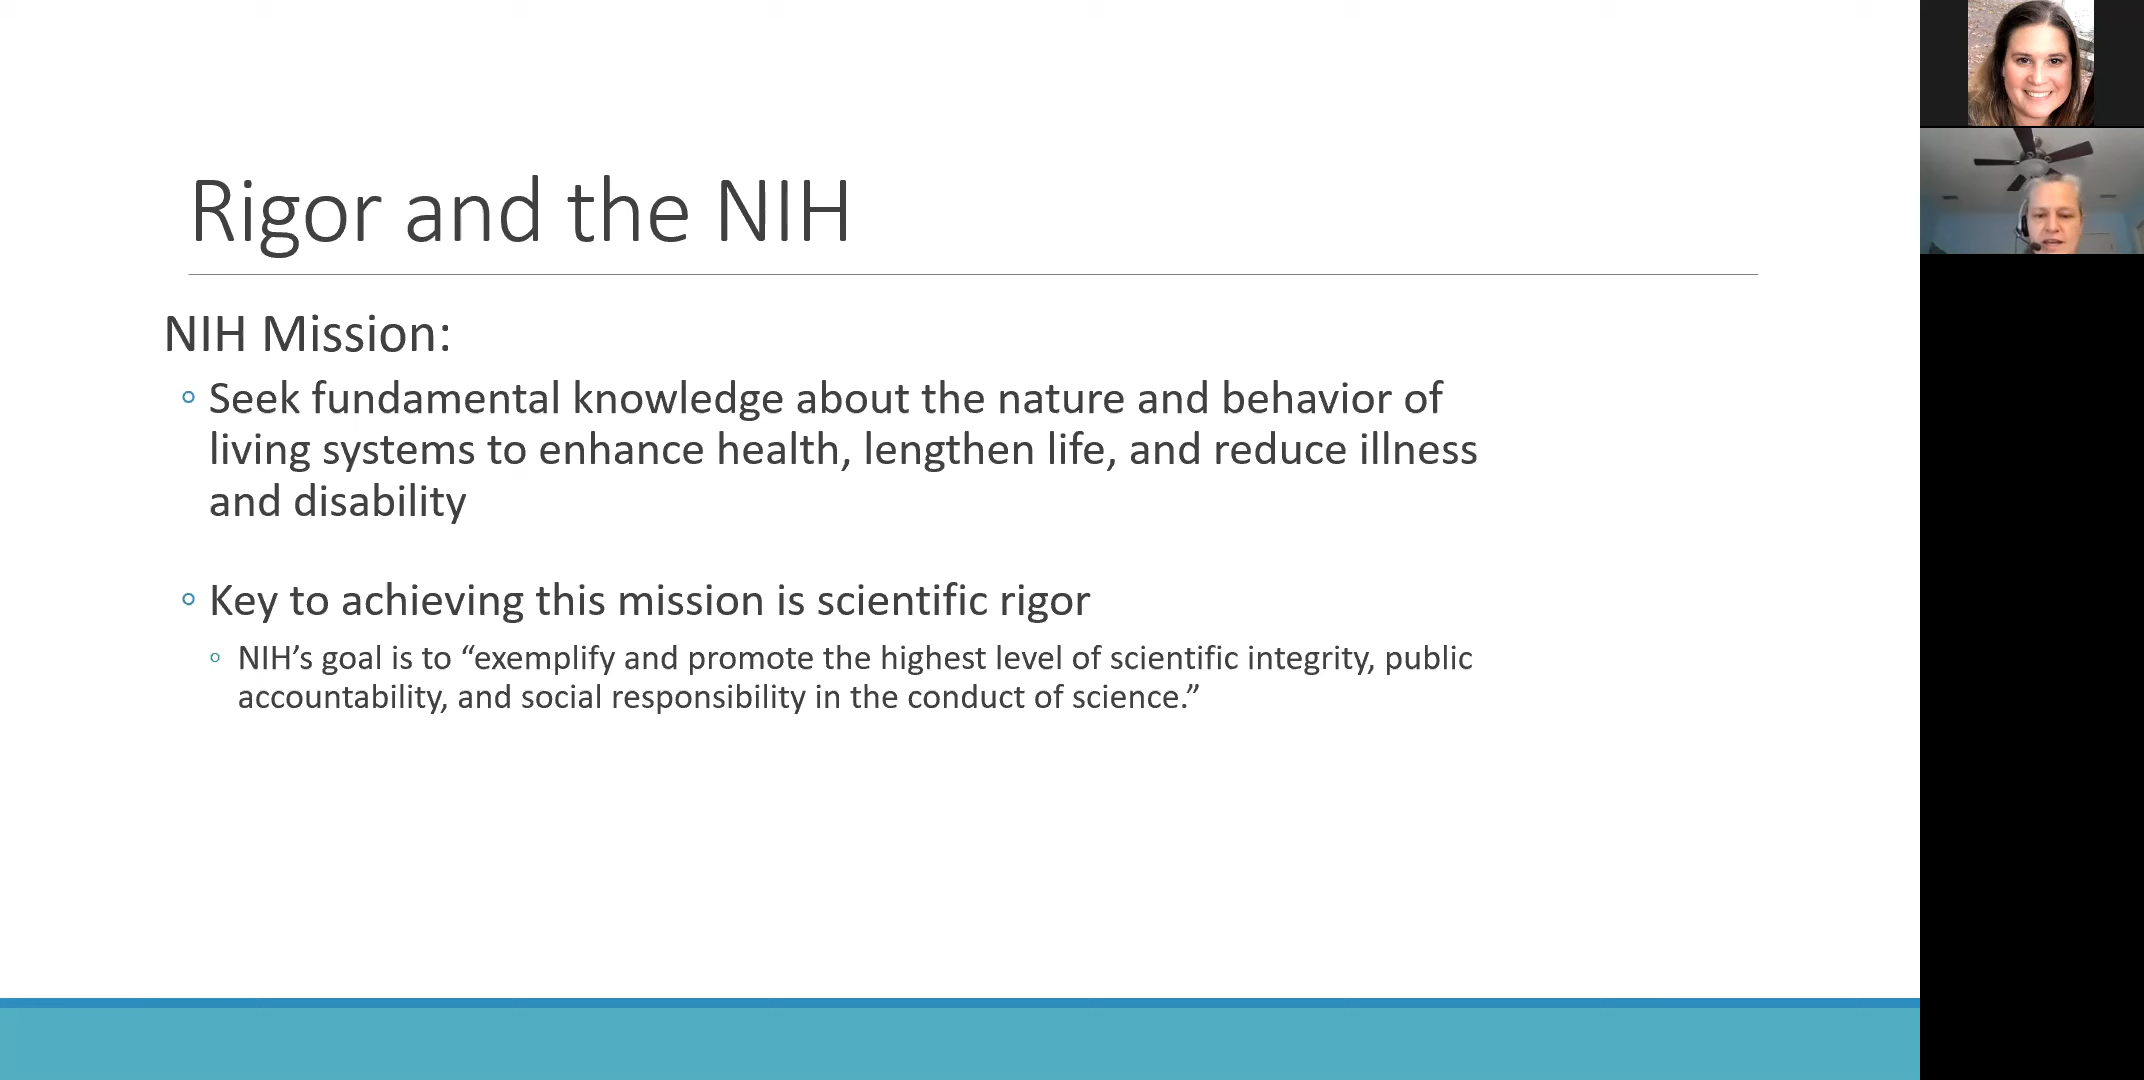 Rigor and the NIH
NIH Mission:
◦ Seek fundamental knowledge about the nature and behavior of
living systems to enhance health, lengthen life, and reduce illness
and disability
◦ Key to achieving this mission is scientific rigor
◦ NIH’s goal is to “exemplify and promote the highest level of scientific integrity, public
accountability, and social responsibility in the conduct of science.”